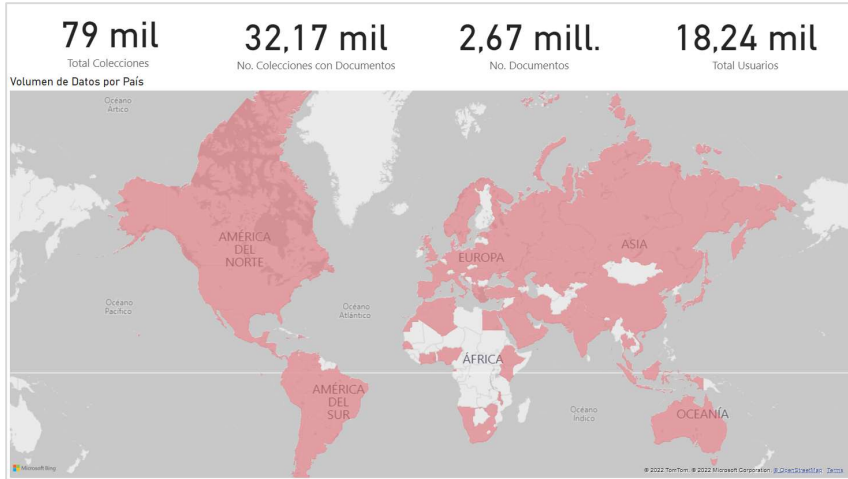 79 mil
Total Colecciones
32,17 mil
No. Colecciones con Documentos
2,67 mill.
No. Documentos
18,24 mil
Total Usuarios
Volumen de Datos por País
Océano
Ártico
AMÉRICA
DEL
NORTE
EUROPA
ASIA
Océano
Pacífico
Océano
Atlántico
ÁFRICA
AMÉRICA
DEL
SUR
Océano
Índico
OCEANÍA
Microsoft Bing
© 2022 TomTom, © 2022 Microsoft Corporation, © OpenStreetMap Terms